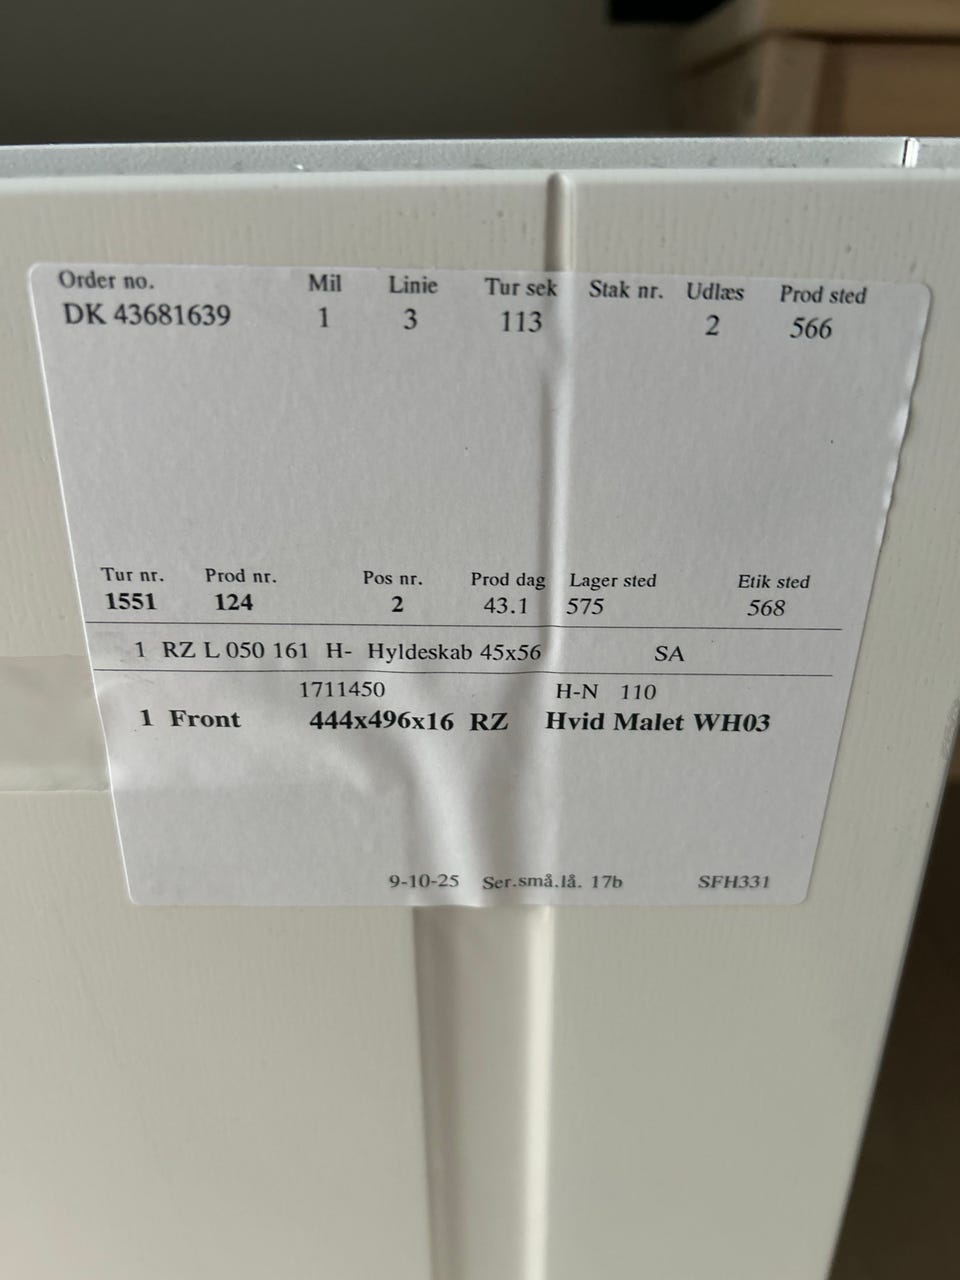 Order no. Mil Linie Tur sek Stak nr. Udlæs Prod sted
DK 43681639 1 3 113 2 566
Tur nr. Prod nr. Pos nr. Prod dag Lager sted Etik sted
1551 124 2 43.1 575 568
1 RZ L 050 161 H- Hyldeskab 45x56 SA
1711450 H-N 110
1 Front 444x496x16 RZ Hvid Malet WH03
9-10-25 Ser.små.lå. 17b SFH331